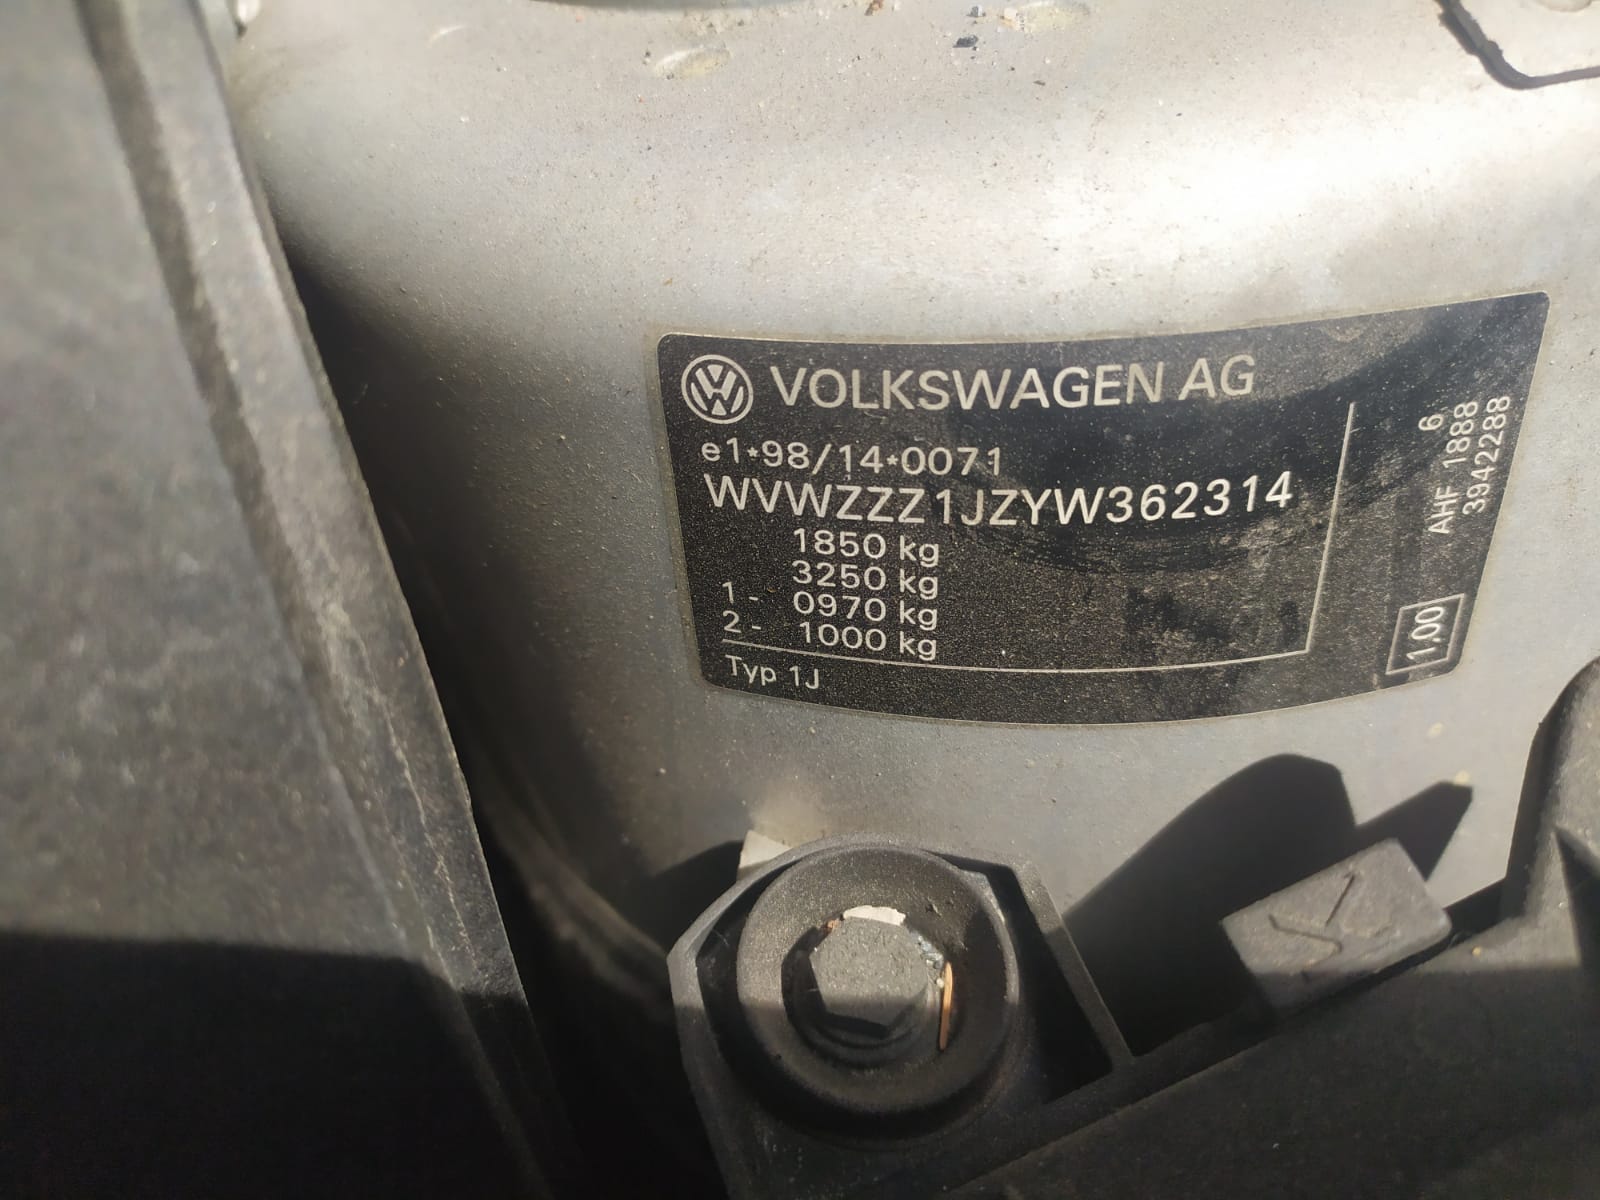 VOLKSWAGEN AG
e1*98/14*0071
WVWZZZ1JZYW362314
1850 kg
3250 kg
1 - 0970 kg
2 - 1000 kg
Typ 1J
6
AHF 1888
3942288
1,00